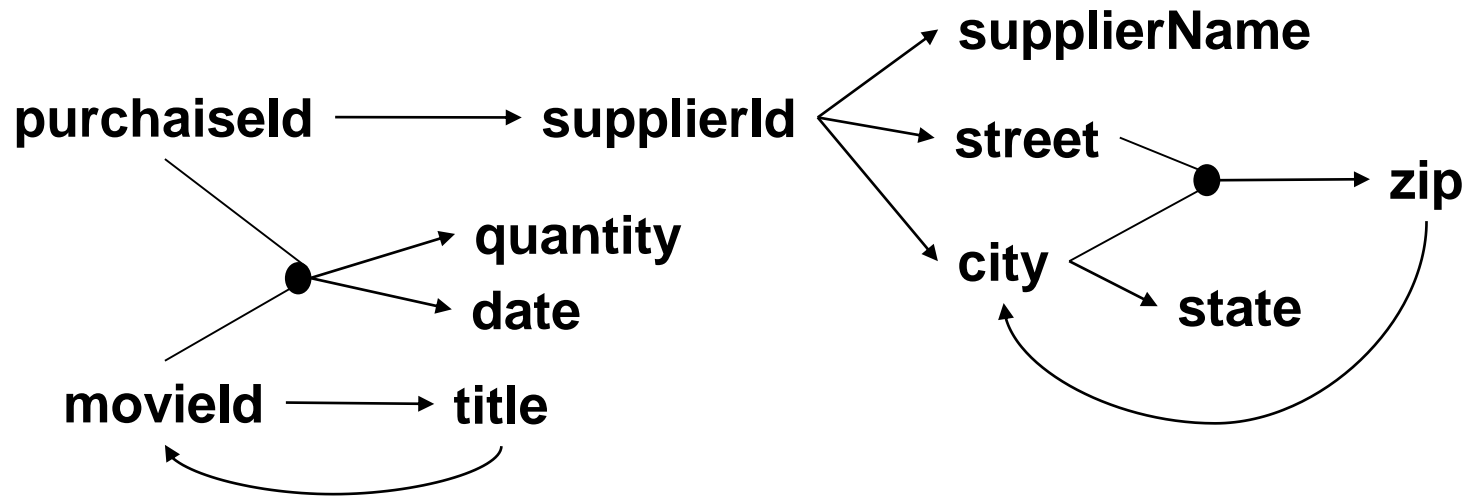 supplierName
purchaiseId
supplierId
street
zip
quantity
city
date
state
movieId
title